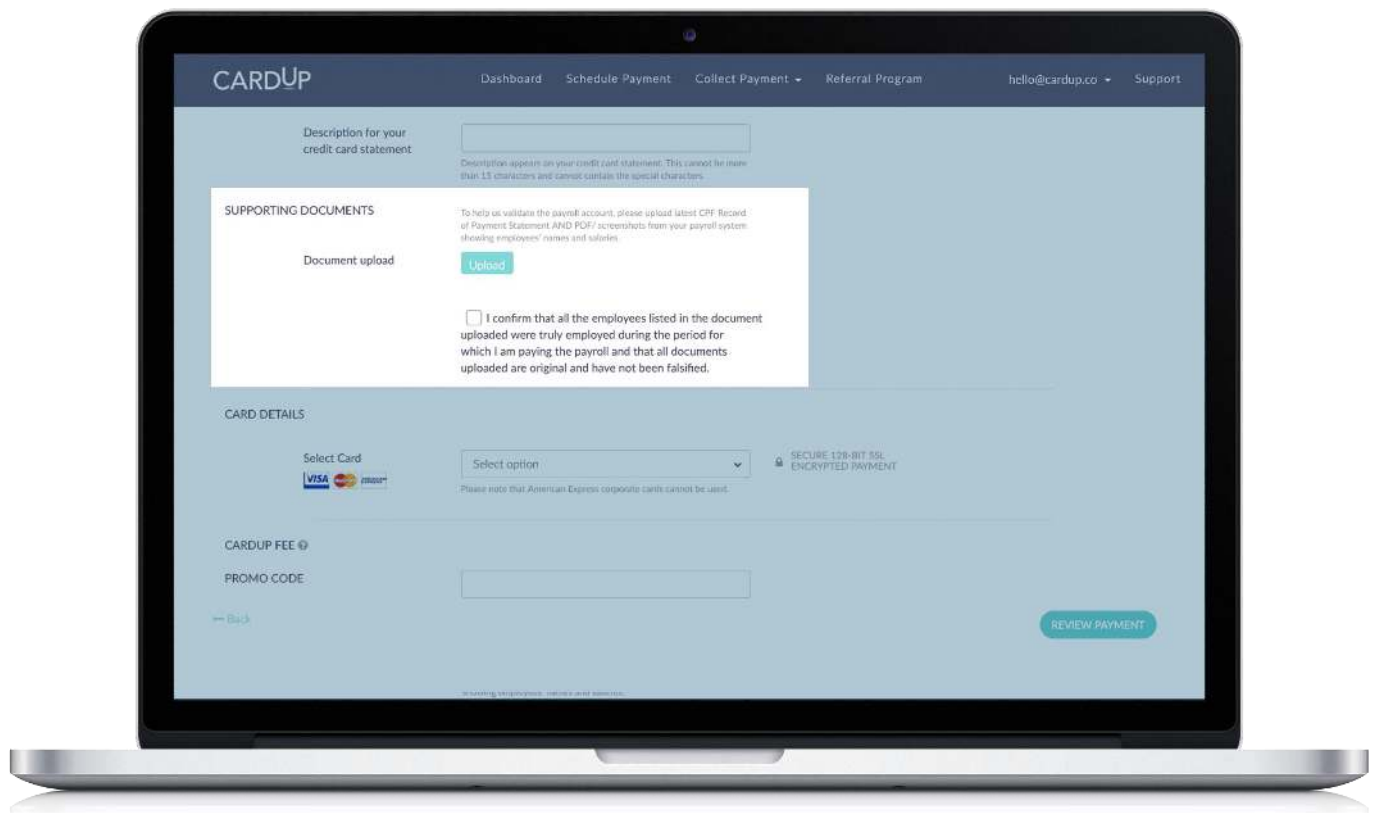 CARDUP
Dashboard Schedule Payment Collect Payment Referral Program hello@cardup.co Support
Description for your
credit card statement
Description appears on your credit card statement. This cannot be more
than 15 characters and cannot contain the special characters.
SUPPORTING DOCUMENTS
To help us validate the payroll account, please upload latest CPF Record
of Payment Statement AND PDF/ screenshots from your payroll system
showing employees' names and salaries.
Document upload
Upload
I confirm that all the employees listed in the document
uploaded were truly employed during the period for
which I am paying the payroll and that all documents
uploaded are original and have not been falsified.
CARD DETAILS
Select Card
VISA
Select option
SECURE 128-BIT SSL
ENCRYPTED PAYMENT
Please note that American Express corporate cards cannot be used.
CARDUP FEE
PROMO CODE
Back
REVIEW PAYMENT
showing employees' names and salaries.